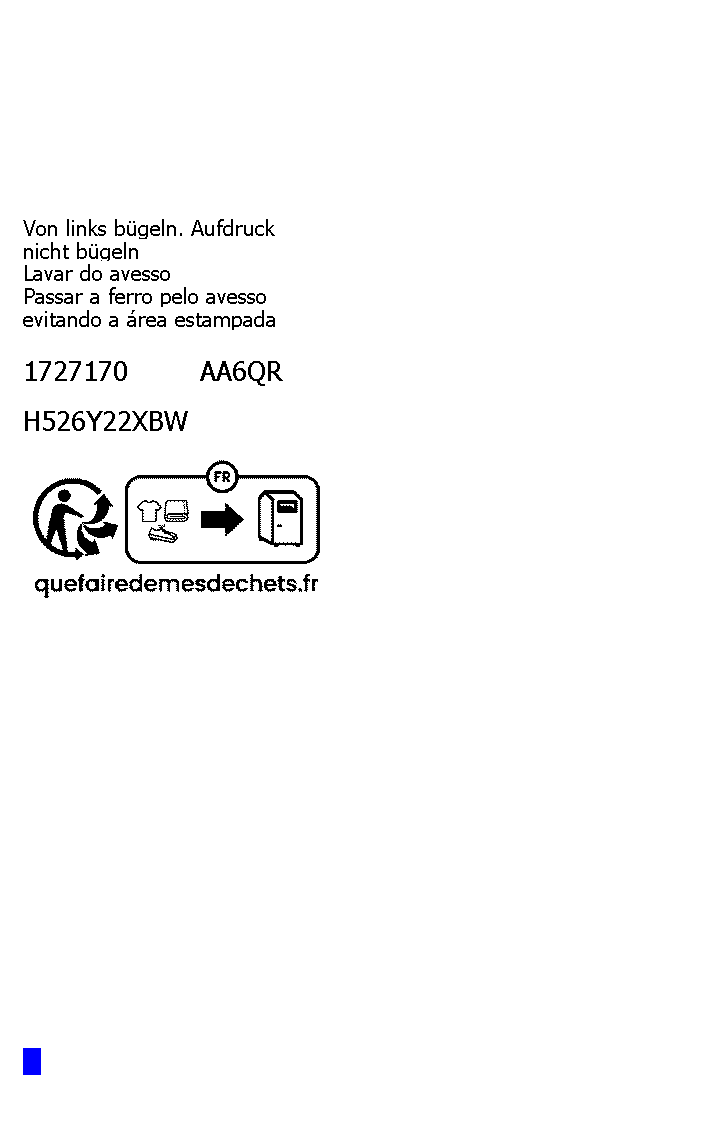 Von links bügeln. Aufdruck
nicht bügeln
Lavar do avesso
Passar a ferro pelo avesso
evitando a área estampada
1727170 AA6QR
H526Y22XBW
FR
quefairedemesdechets.fr